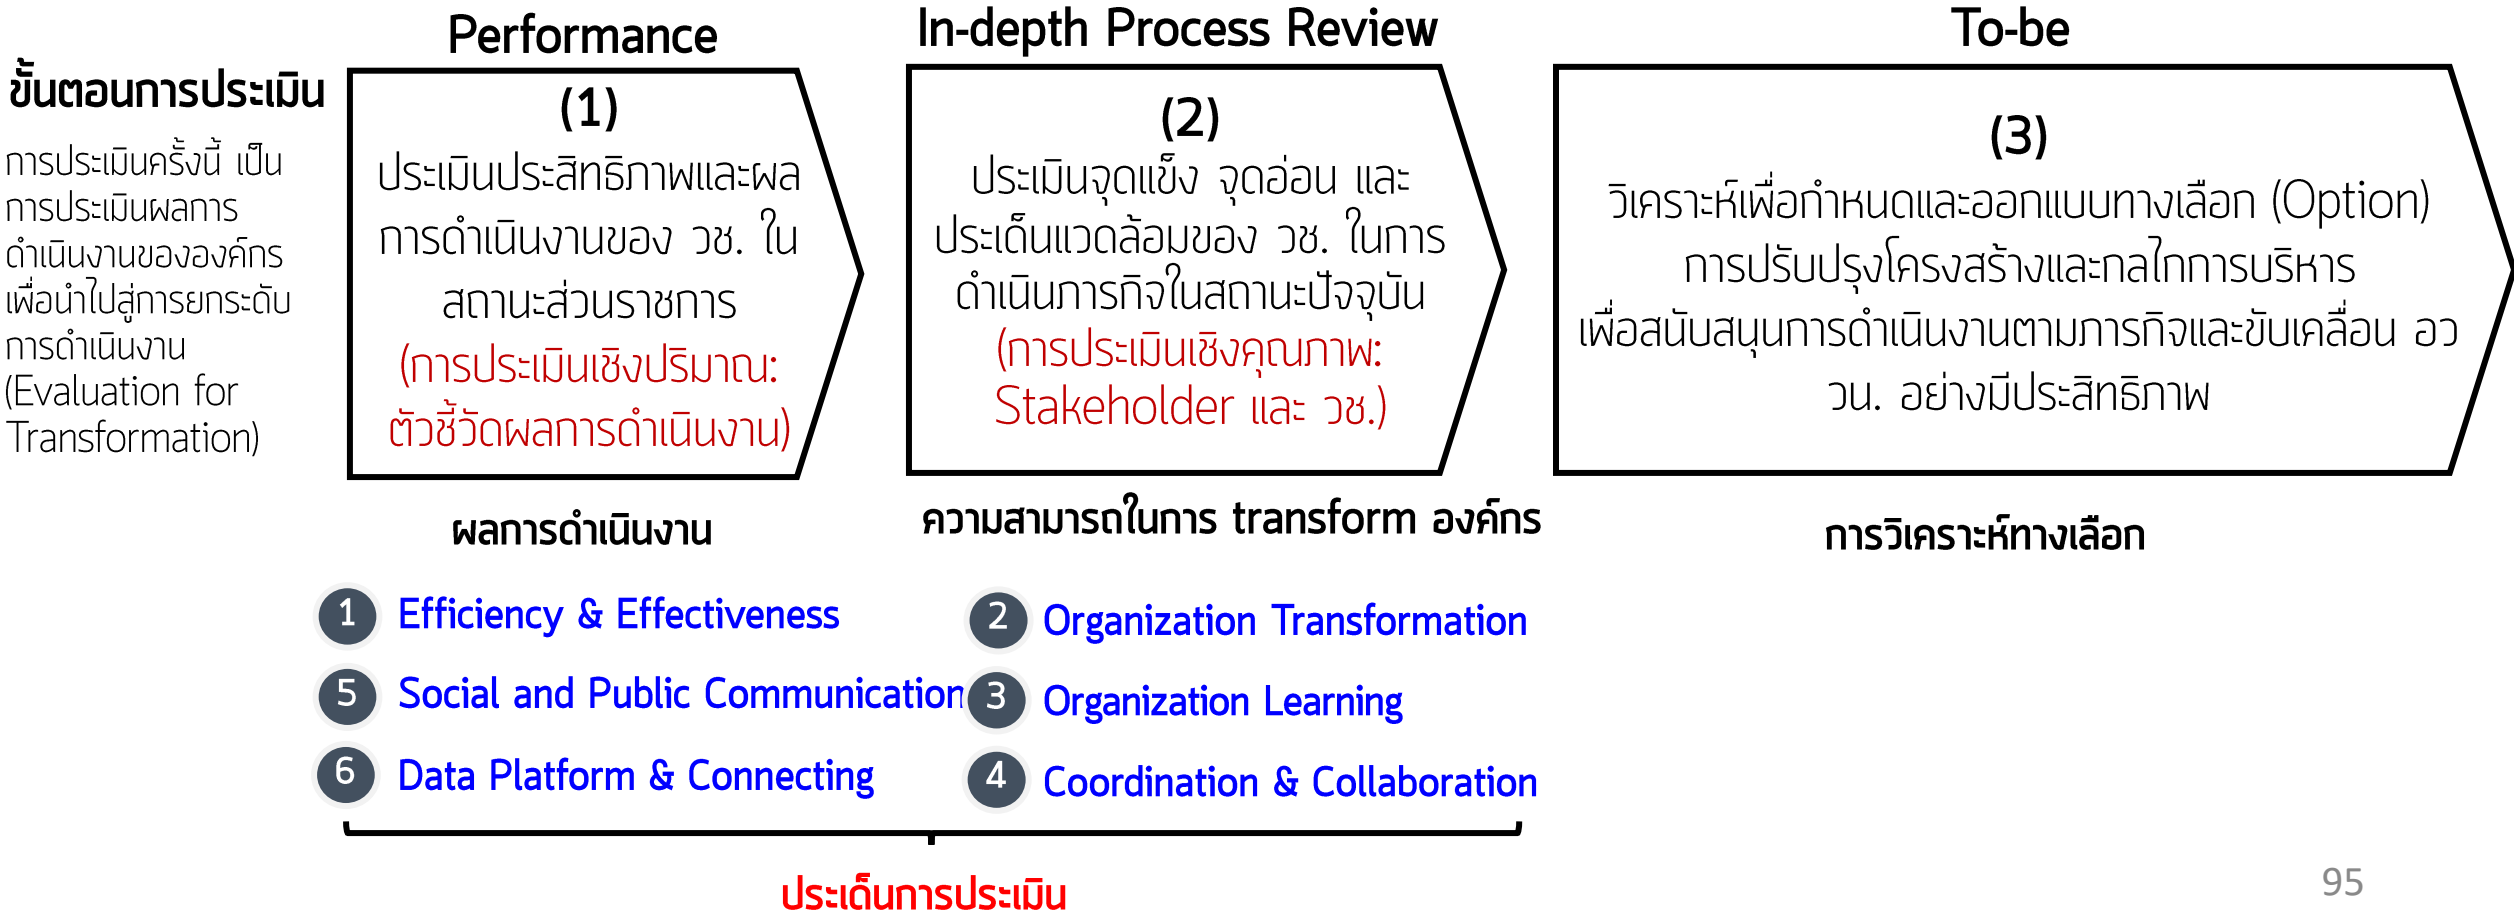 ขั้นตอนการประเมิน
การประเมินครั้งนี้ เป็น
การประเมินผลการ
ดำเนินงานขององค์กร
เพื่อนำไปสู่การยกระดับ
การดำเนินงาน
(Evaluation for
Transformation)
Performance
(1)
ประเมินประสิทธิภาพและผล
การดำเนินงานของ วช. ใน
สถานะส่วนราชการ
(การประเมินเชิงปริมาณ:
ตัวชี้วัดผลการดำเนินงาน)
In-depth Process Review
(2)
ประเมินจุดแข็ง จุดอ่อน และ
ประเด็นแวดล้อมของ วช. ในการ
ดำเนินภารกิจในสถานะปัจจุบัน
(การประเมินเชิงคุณภาพ:
Stakeholder และ วช.)
To-be
(3)
วิเคราะห์เพื่อกำหนดและออกแบบทางเลือก (Option)
การปรับปรุงโครงสร้างและกลไกการบริหาร
เพื่อสนับสนุนการดำเนินงานตามภารกิจและขับเคลื่อน อว
วน. อย่างมีประสิทธิภาพ
ผลการดำเนินงาน
1 Efficiency & Effectiveness
5 Social and Public Communication
6 Data Platform & Connecting
ความสามารถในการ transform องค์กร
2 Organization Transformation
3 Organization Learning
4 Coordination & Collaboration
การวิเคราะห์ทางเลือก
ประเด็นการประเมิน
95